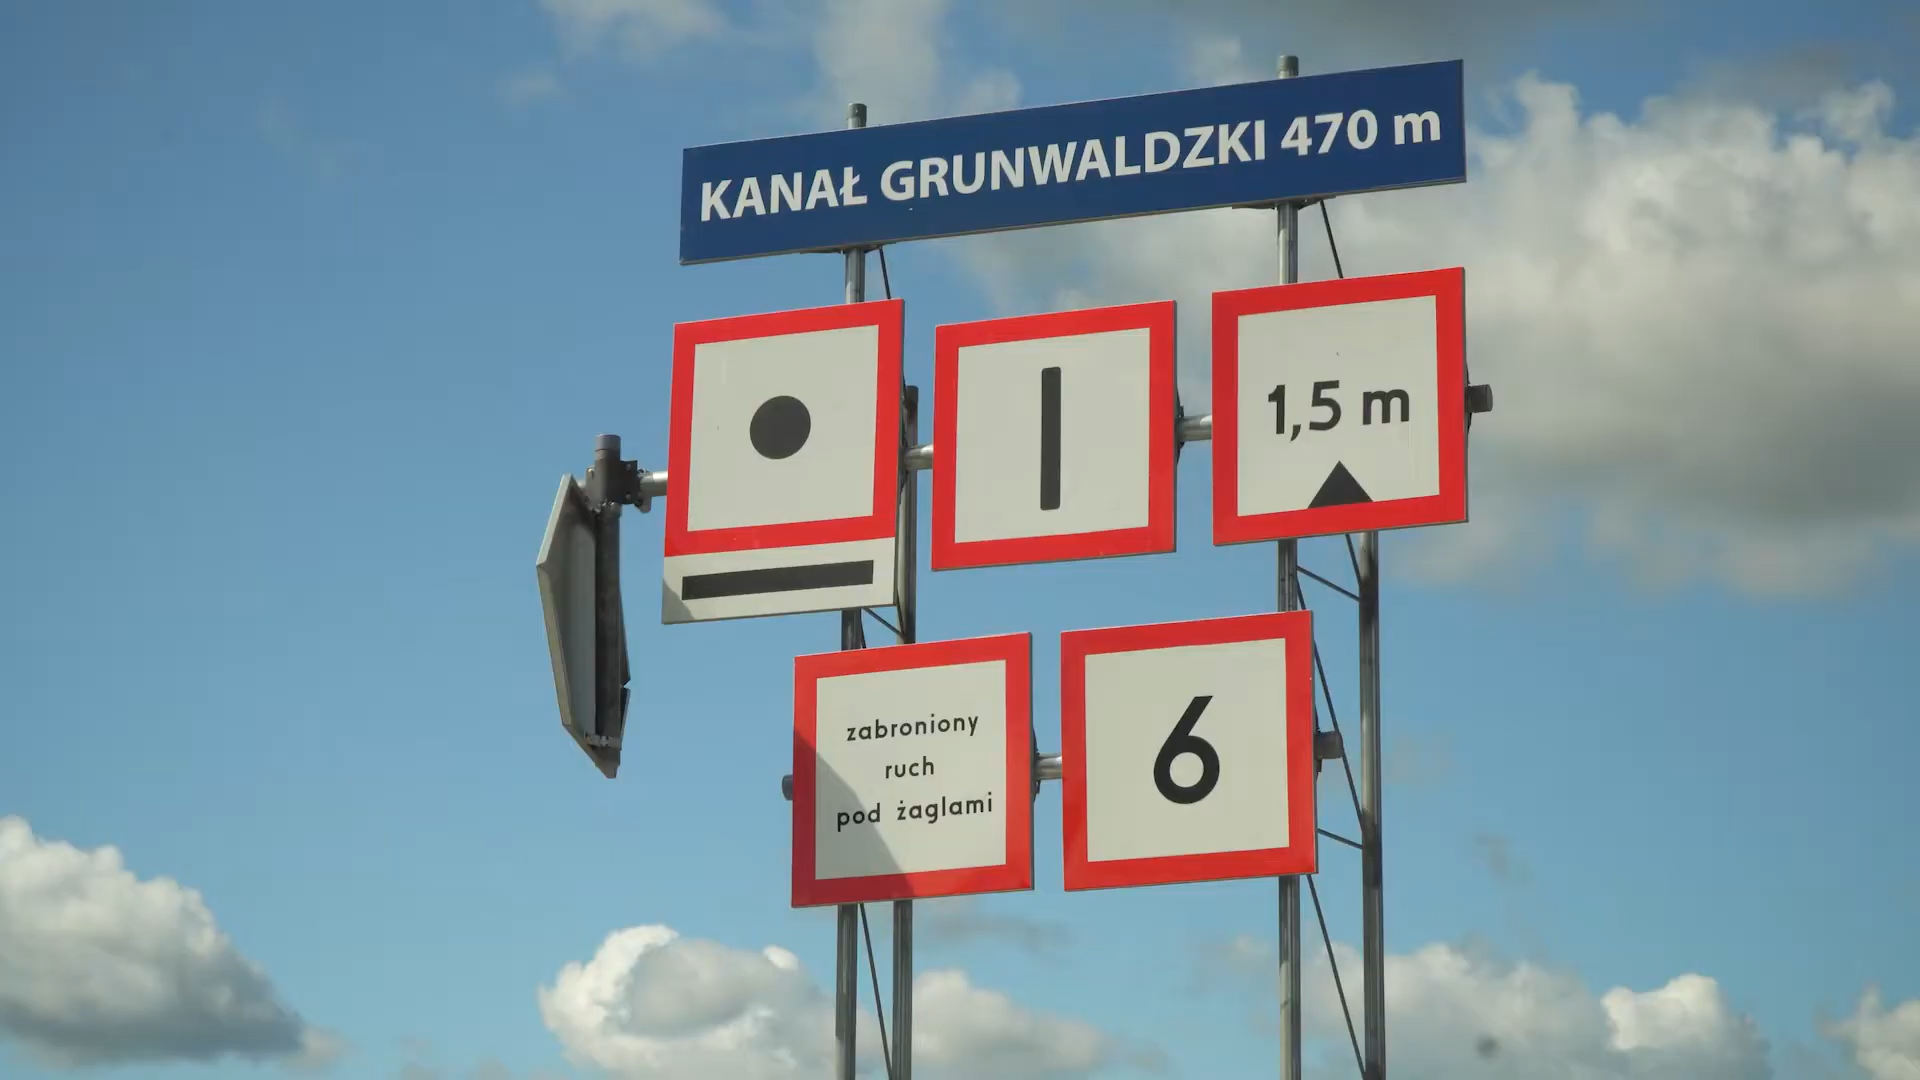 KANAŁ GRUNWALDZKI 470 m
1,5 m
zabroniony
ruch
pod żaglami
6